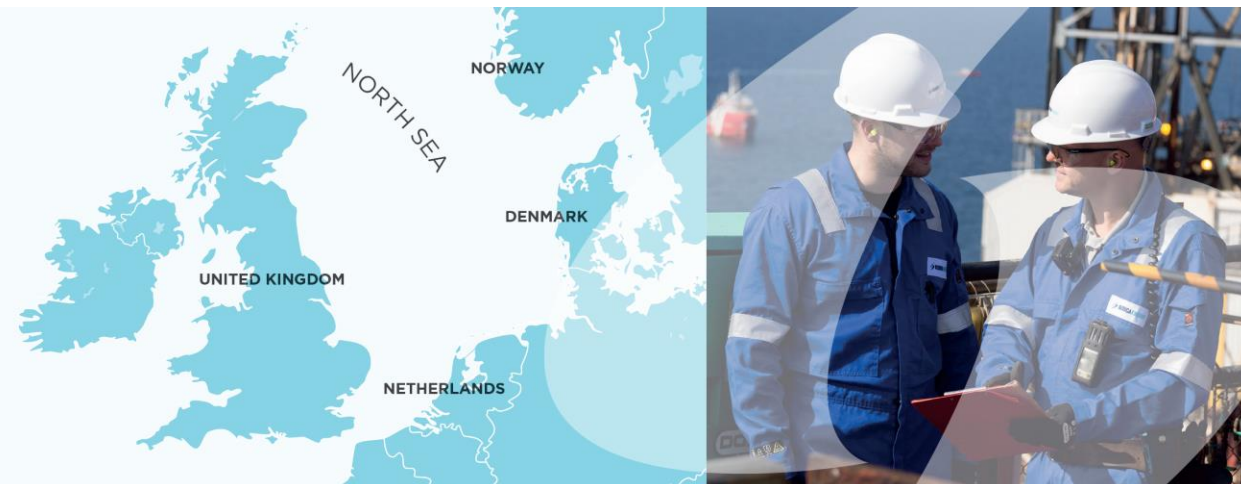 NORWAY
NORTH SEA
DENMARK
UNITED KINGDOM
NETHERLANDS